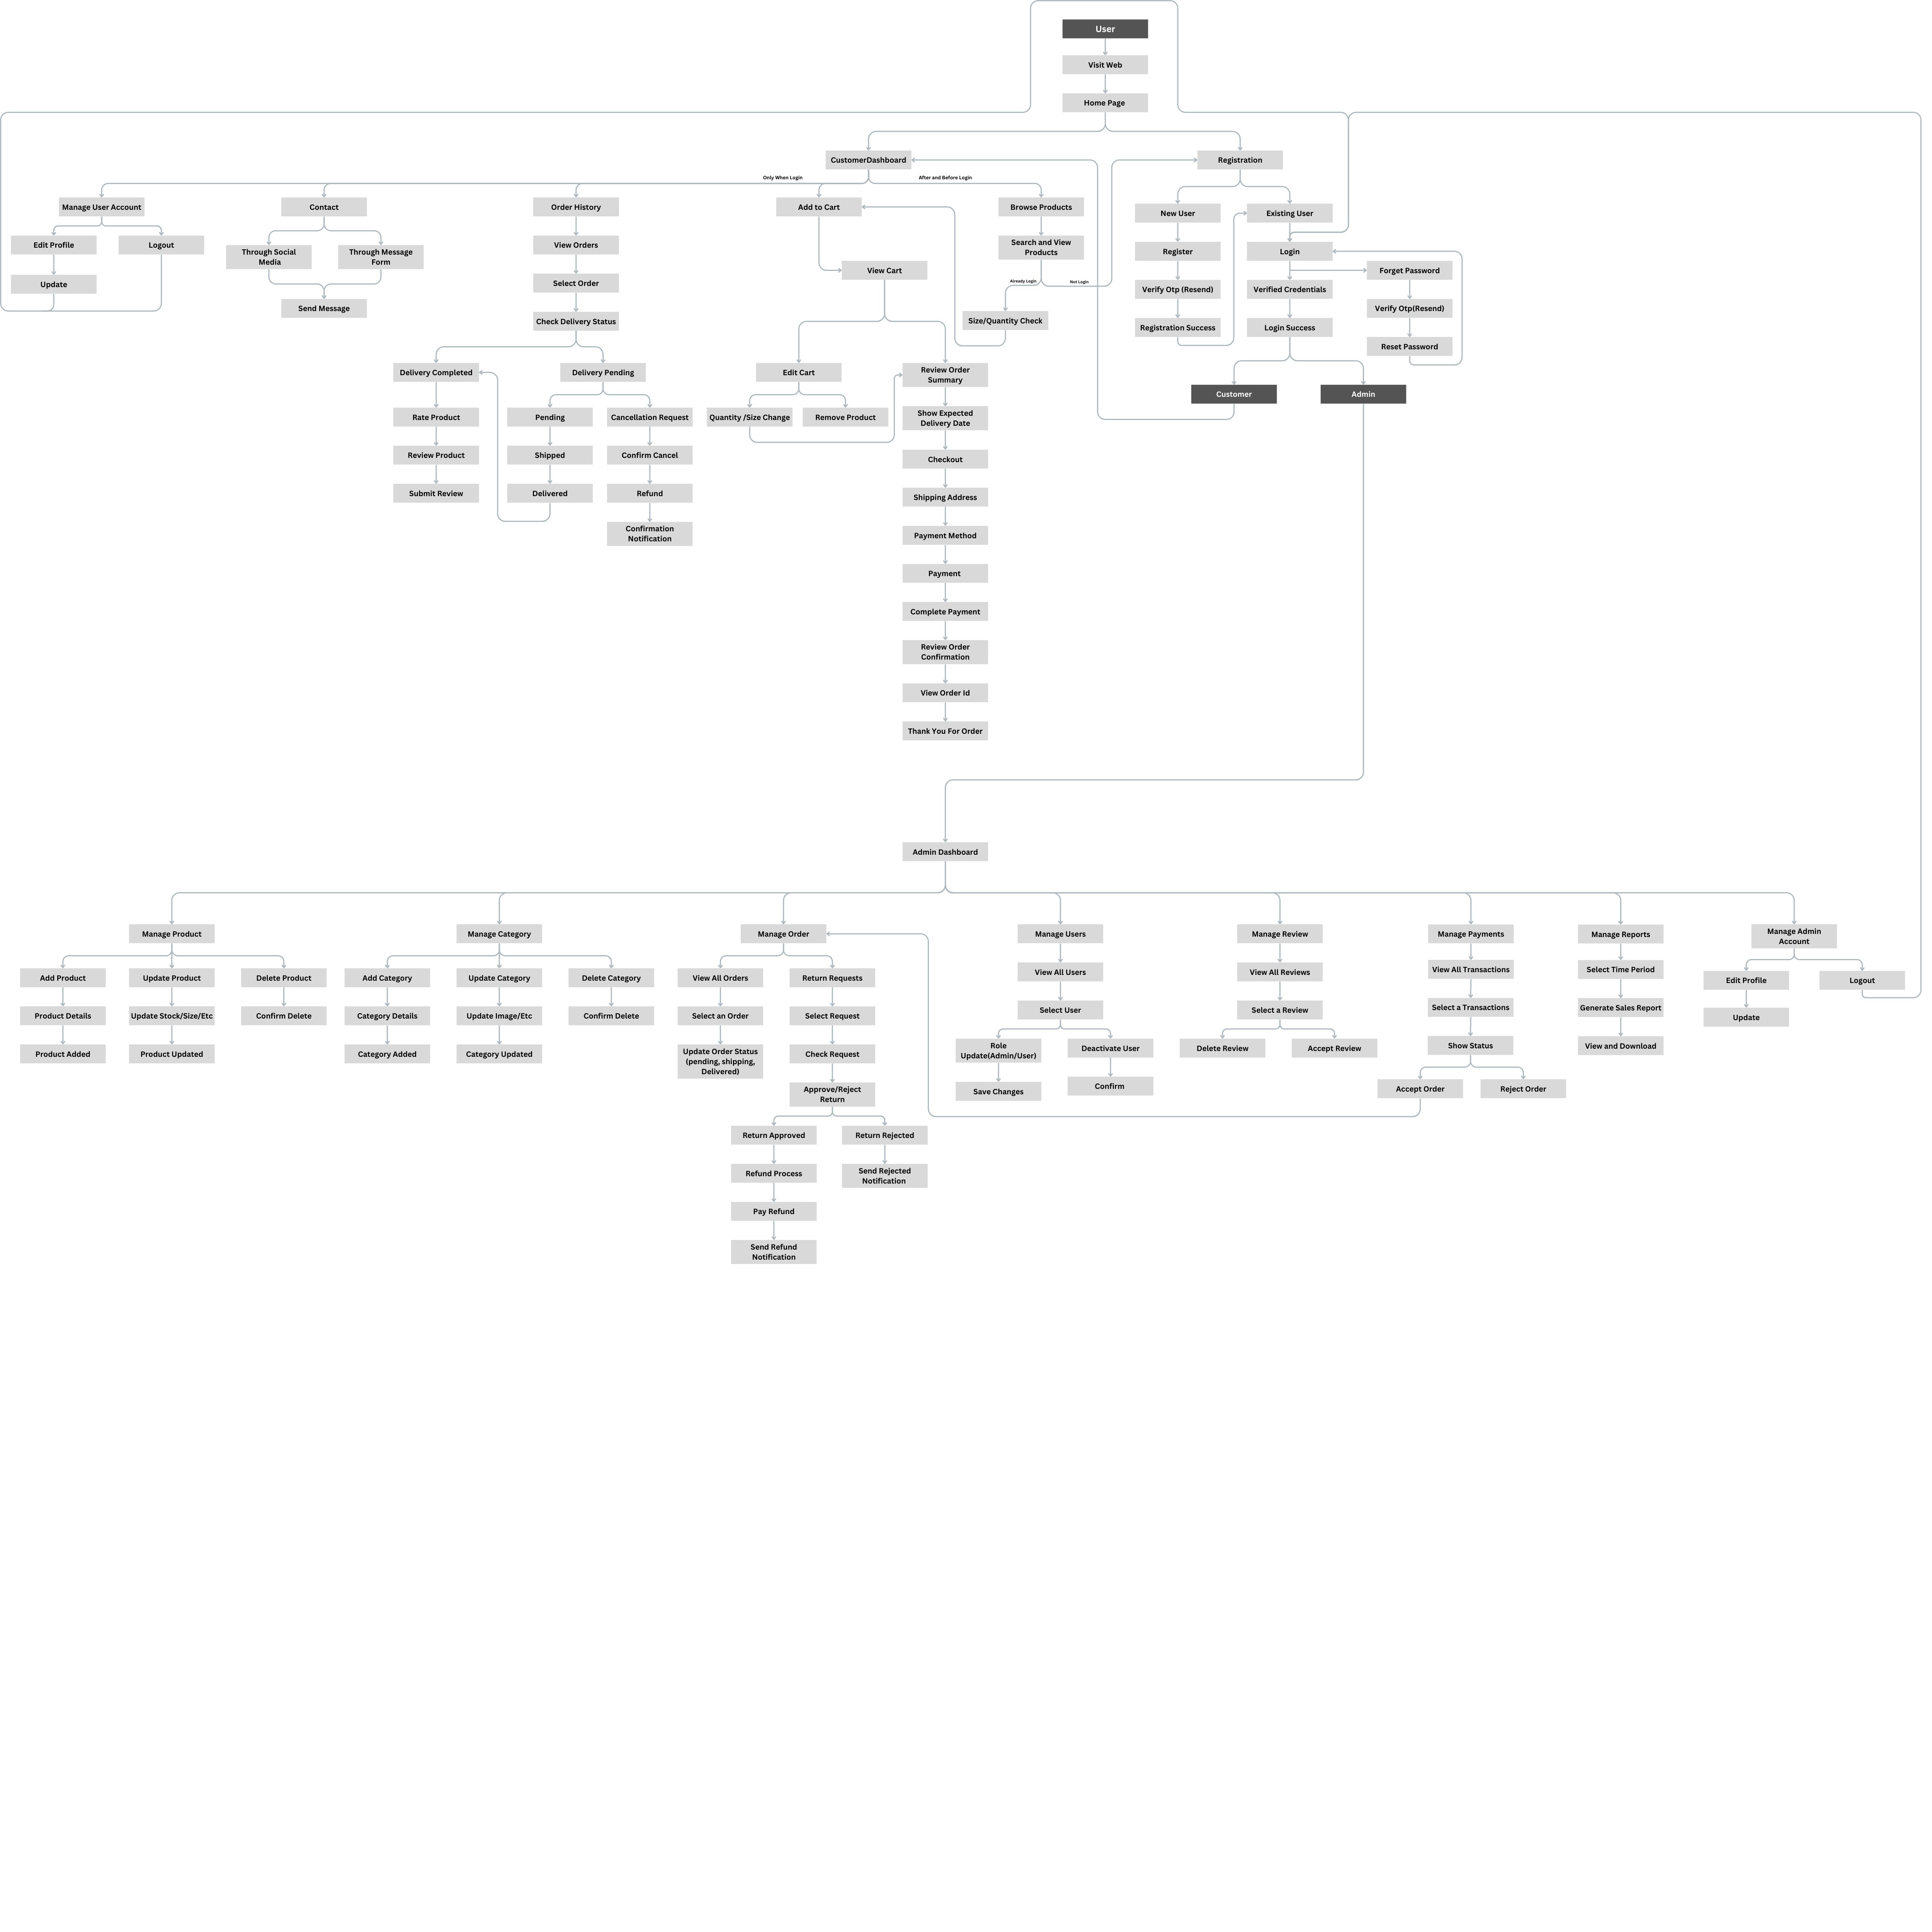 User
Visit Web
Home Page
CustomerDashboard
Registration
Only When Login
After and Before Login
Manage User Account
Contact
Order History
Add to Cart
Browse Products
New User
Existing User
Edit Profile
Logout
Through Social
Media
Through Message
Form
View Orders
Search and View
Products
Register
Login
Update
Select Order
View Cart
Already Login
Not Login
Verify Otp (Resend)
Verified Credentials
Forget Password
Send Message
Check Delivery Status
Size/Quantity Check
Registration Success
Login Success
Verify Otp(Resend)
Reset Password
Delivery Completed
Delivery Pending
Edit Cart
Review Order
Summary
Customer
Admin
Rate Product
Pending
Cancellation Request
Quantity /Size Change
Remove Product
Show Expected
Delivery Date
Review Product
Shipped
Confirm Cancel
Checkout
Submit Review
Delivered
Refund
Shipping Address
Confirmation
Notification
Payment Method
Payment
Complete Payment
Review Order
Confirmation
View Order Id
Thank You For Order
Admin Dashboard
Manage Product
Manage Category
Manage Order
Manage Users
Manage Review
Manage Payments
Manage Reports
Manage Admin
Account
Add Product
Update Product
Delete Product
Add Category
Update Category
Delete Category
View All Orders
Return Requests
View All Users
View All Reviews
View All Transactions
Select Time Period
Edit Profile
Logout
Product Details
Update Stock/Size/Etc
Confirm Delete
Category Details
Update Image/Etc
Confirm Delete
Select an Order
Select Request
Select User
Select a Review
Select a Transactions
Generate Sales Report
Update
Product Added
Product Updated
Category Added
Category Updated
Update Order Status
(pending, shipping,
Delivered)
Check Request
Role
Update(Admin/User)
Deactivate User
Delete Review
Accept Review
Show Status
View and Download
Approve/Reject
Return
Save Changes
Confirm
Accept Order
Reject Order
Return Approved
Return Rejected
Refund Process
Send Rejected
Notification
Pay Refund
Send Refund
Notification